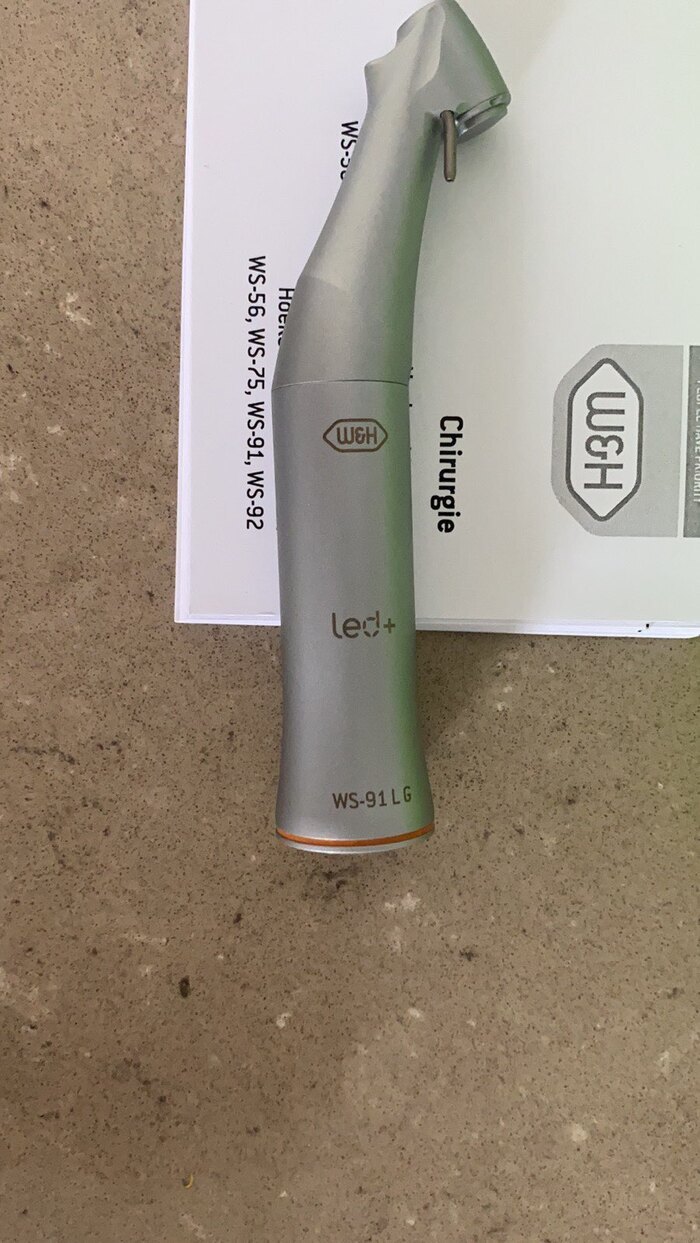 W&H
led+
WS-91 L G
W&H
Chirurgie
WS-56, WS-75, WS-91, WS-92